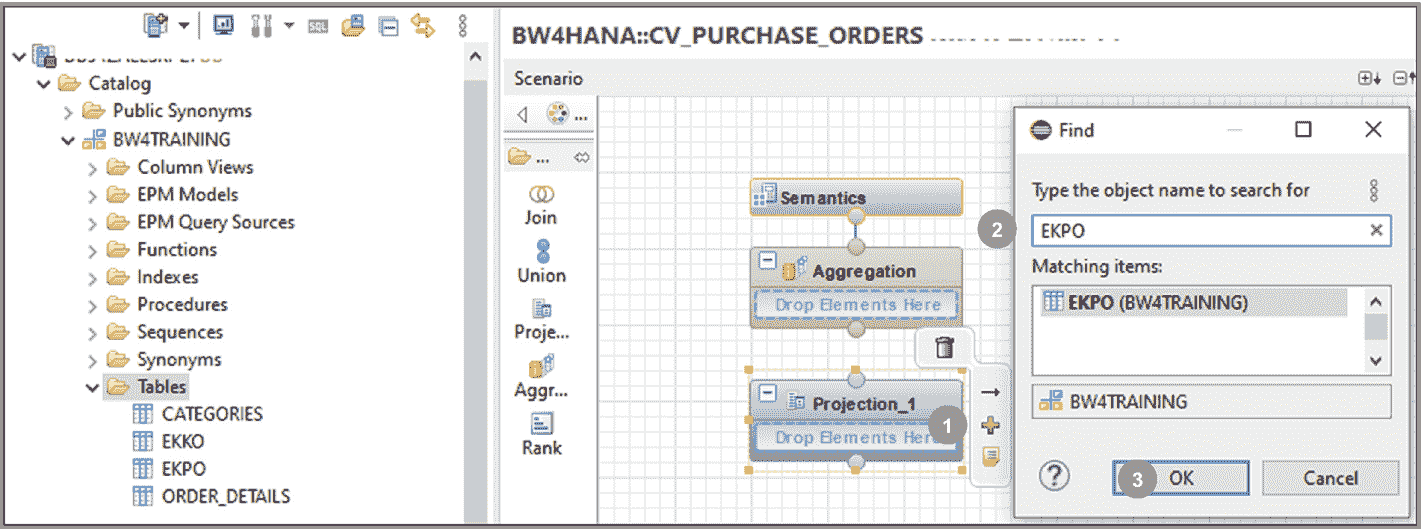 SQL
Catalog
Public Synonyms
BW4TRAINING
Column Views
EPM Models
EPM Query Sources
Functions
Indexes
Procedures
Sequences
Synonyms
Tables
CATEGORIES
EKKO
EKPO
ORDER_DETAILS
BW4HANA::CV_PURCHASE_ORDERS
Scenario
...
...
Join
Union
Proje...
Aggr...
Rank
Semantics
Aggregation
Drop Elements Here
Projection_1
Drop Elements Here
1
Find
Type the object name to search for
2
EKPO
Matching items:
EKPO (BW4TRAINING)
BW4TRAINING
?
3
OK
Cancel